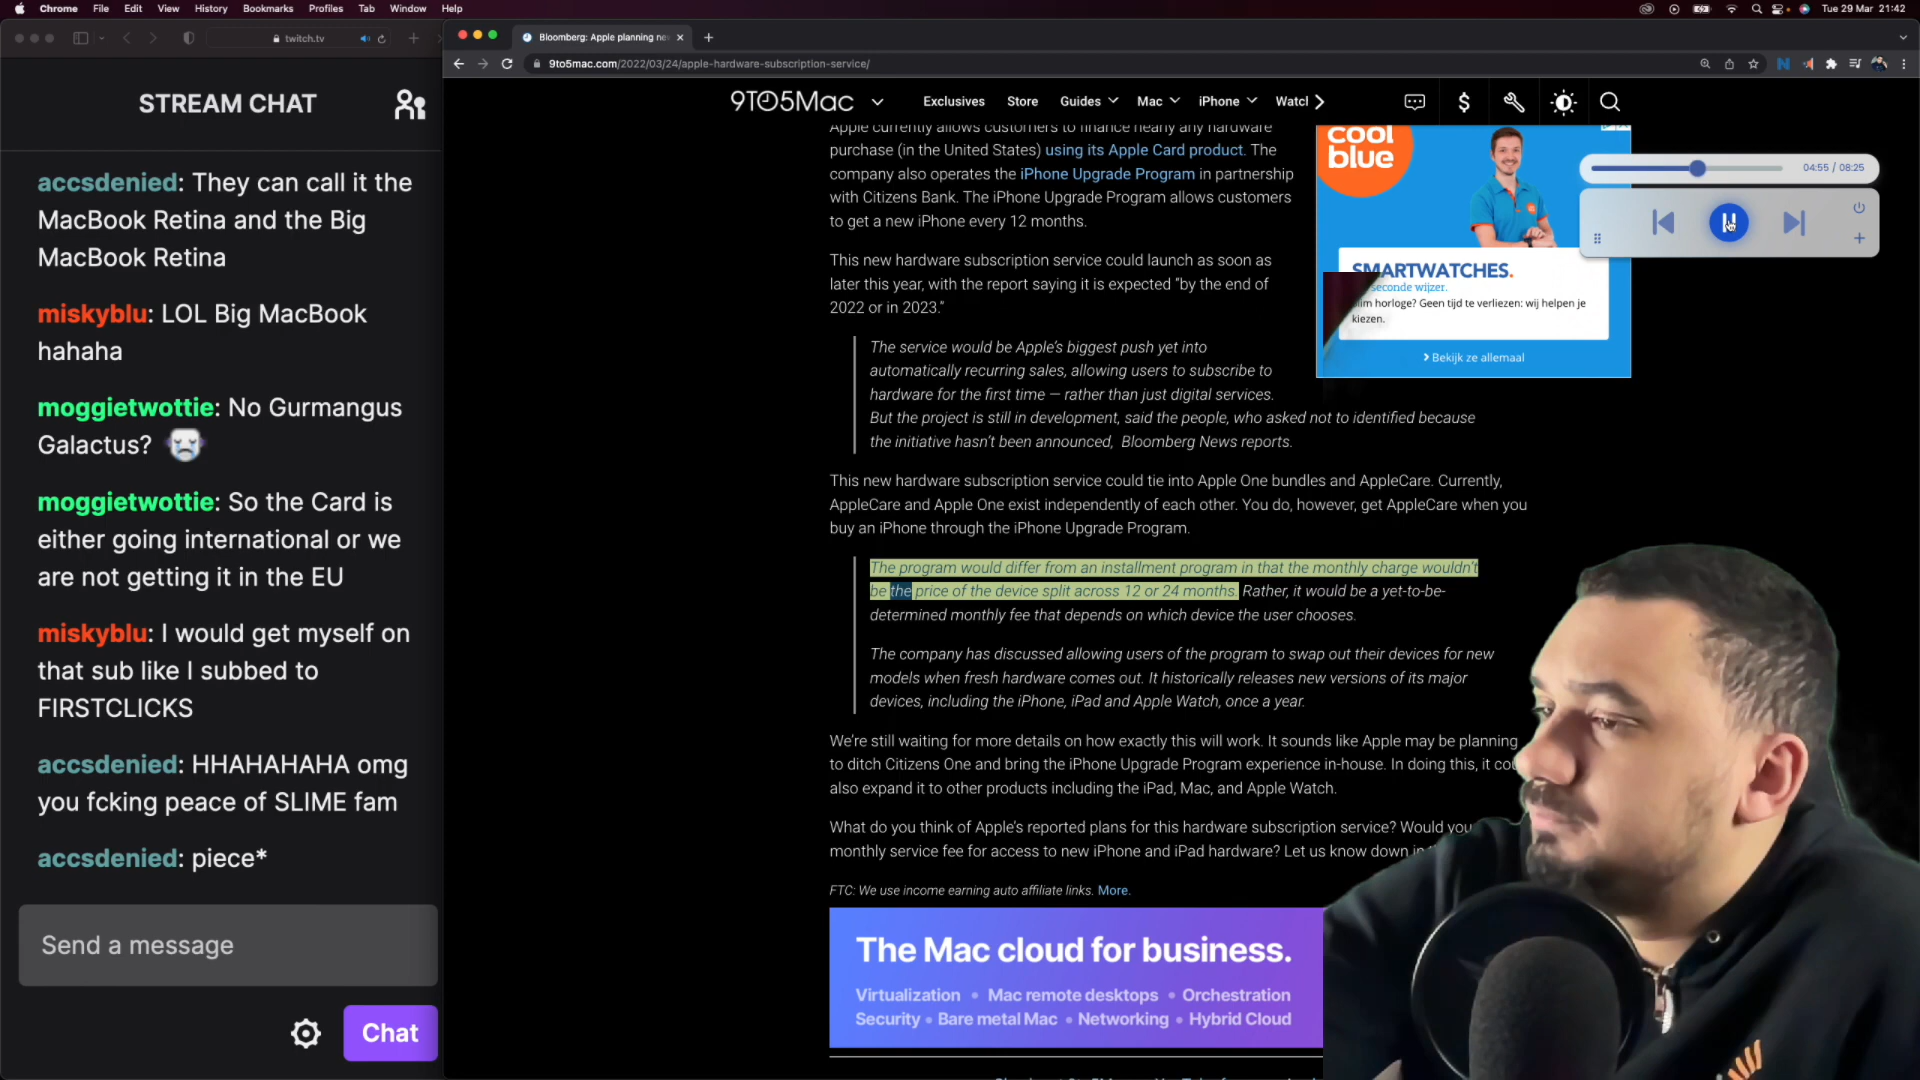 Chrome File Edit View History Bookmarks Profiles Tab Window Help
Tue 29 Mar 21:42
twitch.tv
STREAM CHAT
accsdenied: They can call it the
MacBook Retina and the Big
MacBook Retina
miskyblu: LOL Big MacBook
hahaha
moggietwottie: No Gurmangus
Galactus?
moggietwottie: So the Card is
either going international or we
are not getting it in the EU
miskyblu: I would get myself on
that sub like I subbed to
FIRSTCLICKS
accsdenied: HHAHAHAHA omg
you fcking peace of SLIME fam
accsdenied: piece*
Send a message
Chat
Bloomberg: Apple planning ne
9to5mac.com/2022/03/24/apple-hardware-subscription-service/
9TO5Mac
Exclusives Store Guides Mac iPhone Watcl
Apple currently allows customers to finance nearly any hardware
purchase (in the United States) using its Apple Card product. The
company also operates the iPhone Upgrade Program in partnership
with Citizens Bank. The iPhone Upgrade Program allows customers
to get a new iPhone every 12 months.
This new hardware subscription service could launch as soon as
later this year, with the report saying it is expected “by the end of
2022 or in 2023.”
The service would be Apple’s biggest push yet into
automatically recurring sales, allowing users to subscribe to
hardware for the first time — rather than just digital services.
But the project is still in development, said the people, who asked not to identified because
the initiative hasn’t been announced, Bloomberg News reports.
This new hardware subscription service could tie into Apple One bundles and AppleCare. Currently,
AppleCare and Apple One exist independently of each other. You do, however, get AppleCare when you
buy an iPhone through the iPhone Upgrade Program.
The program would differ from an installment program in that the monthly charge wouldn’t
be the price of the device split across 12 or 24 months. Rather, it would be a yet-to-be-
determined monthly fee that depends on which device the user chooses.
The company has discussed allowing users of the program to swap out their devices for new
models when fresh hardware comes out. It historically releases new versions of its major
devices, including the iPhone, iPad and Apple Watch, once a year.
We’re still waiting for more details on how exactly this will work. It sounds like Apple may be planning
to ditch Citizens One and bring the iPhone Upgrade Program experience in-house. In doing this, it cou
also expand it to other products including the iPad, Mac, and Apple Watch.
What do you think of Apple’s reported plans for this hardware subscription service? Would you
monthly service fee for access to new iPhone and iPad hardware? Let us know down in
FTC: We use income earning auto affiliate links. More.
The Mac cloud for business.
Virtualization • Mac remote desktops • Orchestration
Security • Bare metal Mac • Networking • Hybrid Cloud
cool
blue
SMARTWATCHES.
seconde wijzer.
lim horloge? Geen tijd te verliezen: wij helpen je
kiezen.
Bekijk ze allemaal
04:55 / 08:25